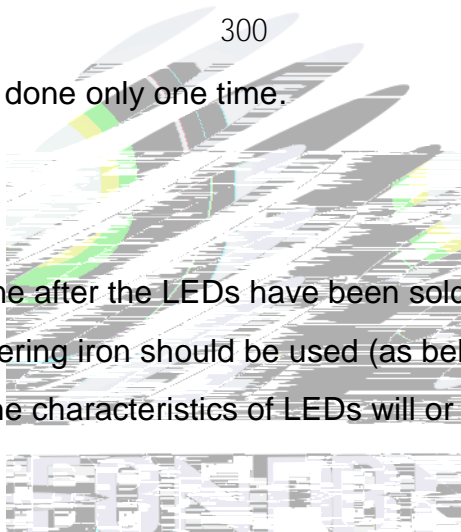 300
done only one time.
ne after the LEDs have been sold
ering iron should be used (as bel
ne characteristics of LEDs will or